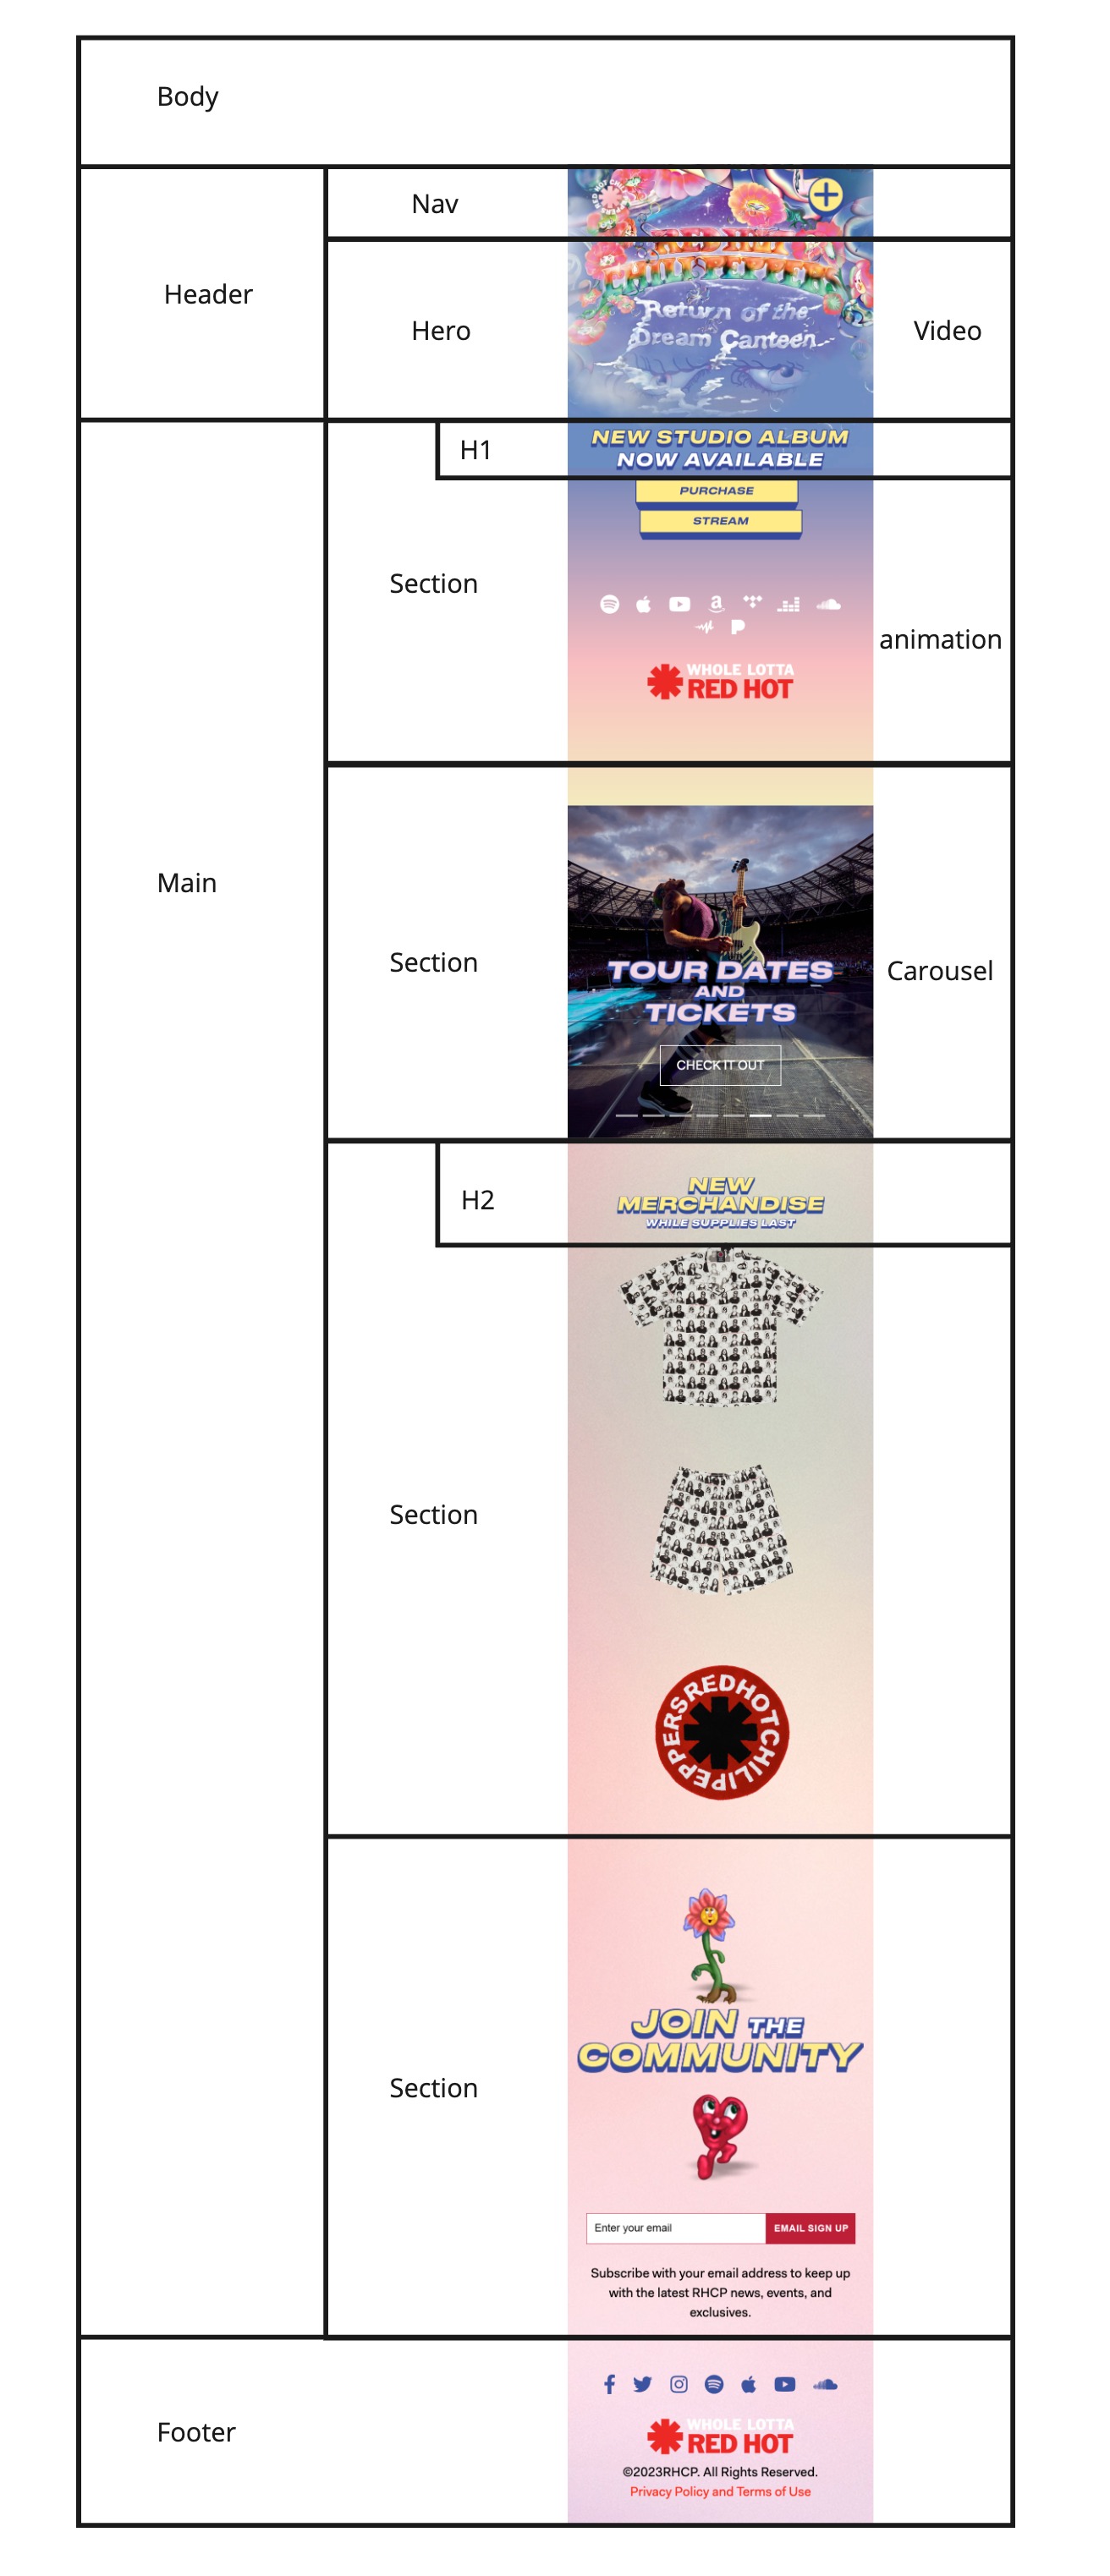 Body
Header
Nav
Hero
Return of the
Dream Canteen
Video
Main
Section
H1
NEW STUDIO ALBUM
NOW AVAILABLE
PURCHASE
STREAM
WHOLE LOTTA
RED HOT
animation
Section
TOUR DATES
AND
TICKETS
CHECK IT OUT
Carousel
H2
NEW
MERCHANDISE
WHILE SUPPLIES LAST
Section
RED HOT CHILI PEPPERS
Section
JOIN THE
COMMUNITY
Enter your email
EMAIL SIGN UP
Subscribe with your email address to keep up
with the latest RHCP news, events, and
exclusives.
Footer
WHOLE LOTTA
RED HOT
©2023RHCP. All Rights Reserved.
Privacy Policy and Terms of Use